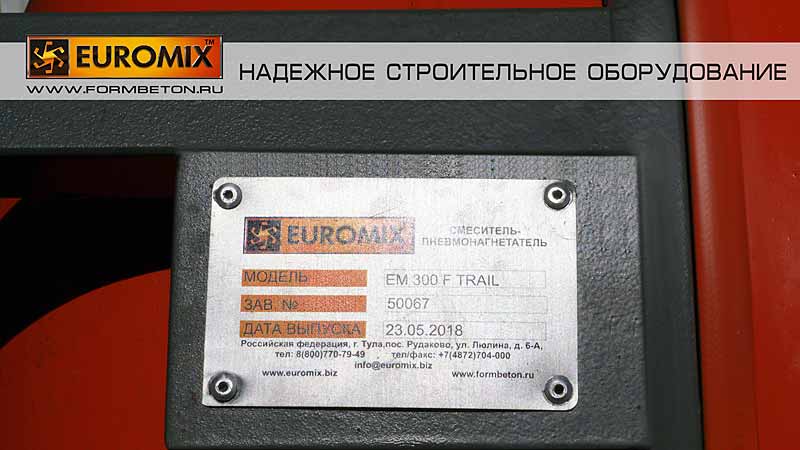 EUROMIX™
НАДЕЖНОЕ СТРОИТЕЛЬНОЕ ОБОРУДОВАНИЕ
WWW.FORMBETON.RU
EUROMIX
СМЕСИТЕЛЬ-
ПНЕВМОНАГНЕТАТЕЛЬ
МОДЕЛЬ EM 300 F TRAIL
ЗАВ. № 50067
ДАТА ВЫПУСКА 23.05.2018
Российская федерация, г. Тула,пос. Рудаково, ул. Люлина, д. 6-А,
тел: 8(800)770-79-49 тел/факс: +7(4872)704-000
www.euromix.biz info@euromix.biz www.formbeton.ru